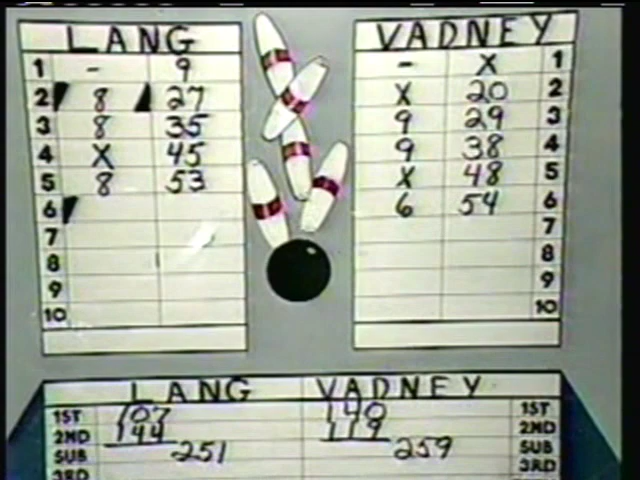 LANG
1 - 9
2 8 27
3 8 35
4 X 45
5 8 53
6
7
8
9
10
VADNEY
- X 1
X 20 2
9 29 3
9 38 4
X 48 5
6 54 6
7
8
9
10
LANG VADNEY
1ST 107 140 1ST
2ND 144 119 2ND
SUB 251 259 SUB
3RD 3RD